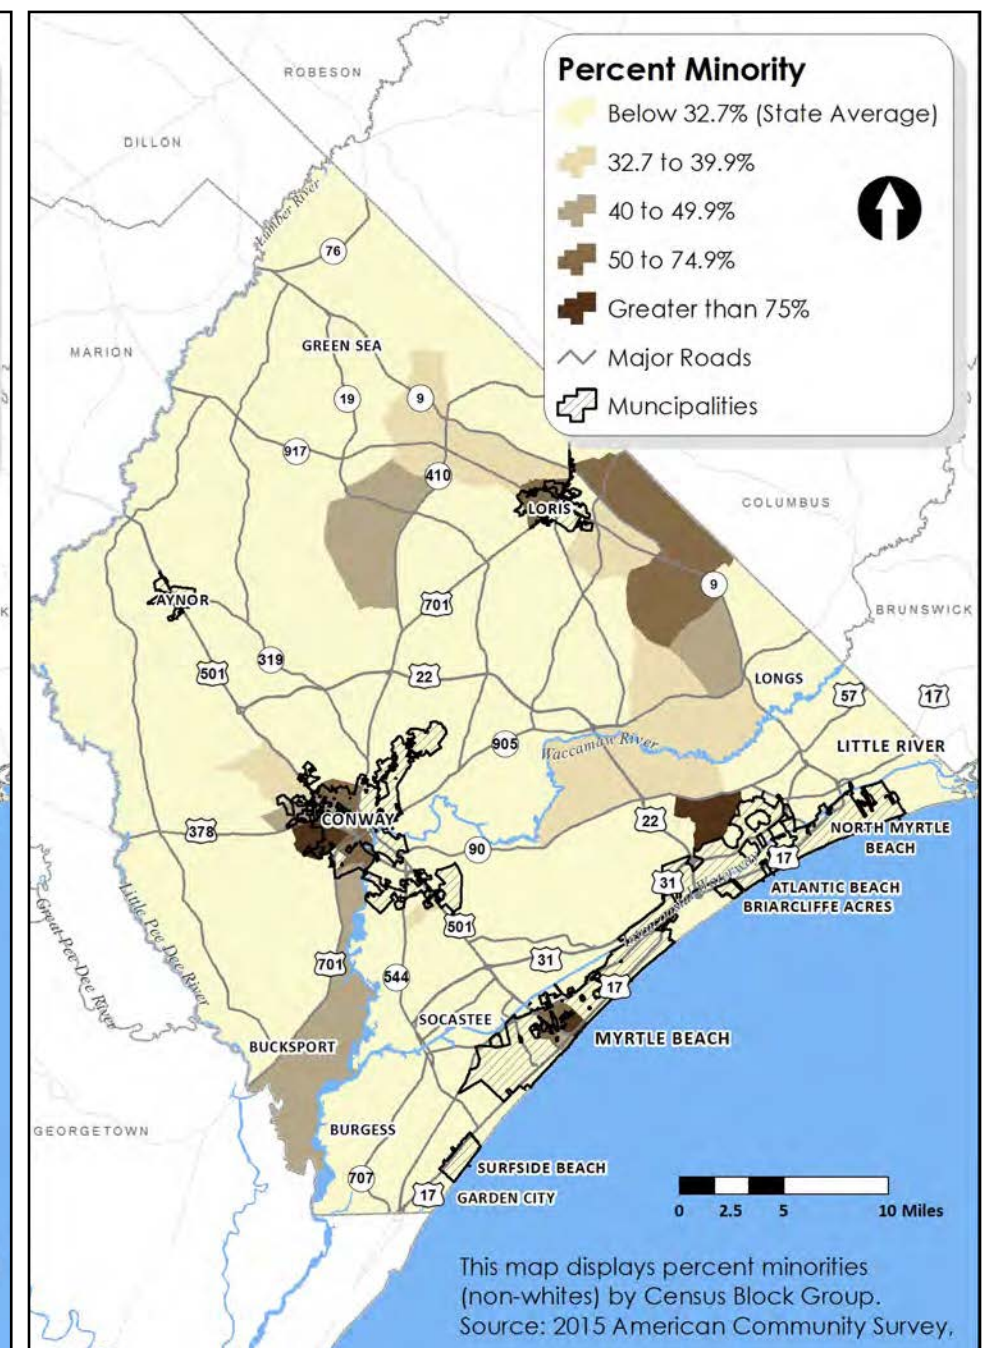 ROBESON
DILLON
Lumber River
76
MARION
GREEN SEA
19
9
917
410
LORIS
COLUMBUS
AYNOR
701
9
BRUNSWICK
319
501
22
LONGS
57
17
905
Waccamaw River
LITTLE RIVER
CONWAY
378
22
90
NORTH MYRTLE
BEACH
17
31
ATLANTIC BEACH
BRIARCLIFFE ACRES
Intracoastal Waterway
Great Pee Dee River
Little Pee Dee River
501
701
544
31
17
SOCASTEE
MYRTLE BEACH
BUCKSPORT
GEORGETOWN
BURGESS
707
SURFSIDE BEACH
17
GARDEN CITY
Percent Minority
Below 32.7% (State Average)
32.7 to 39.9%
40 to 49.9%
50 to 74.9%
Greater than 75%
Major Roads
Muncipalities
0 2.5 5 10 Miles
This map displays percent minorities
(non-whites) by Census Block Group.
Source: 2015 American Community Survey,